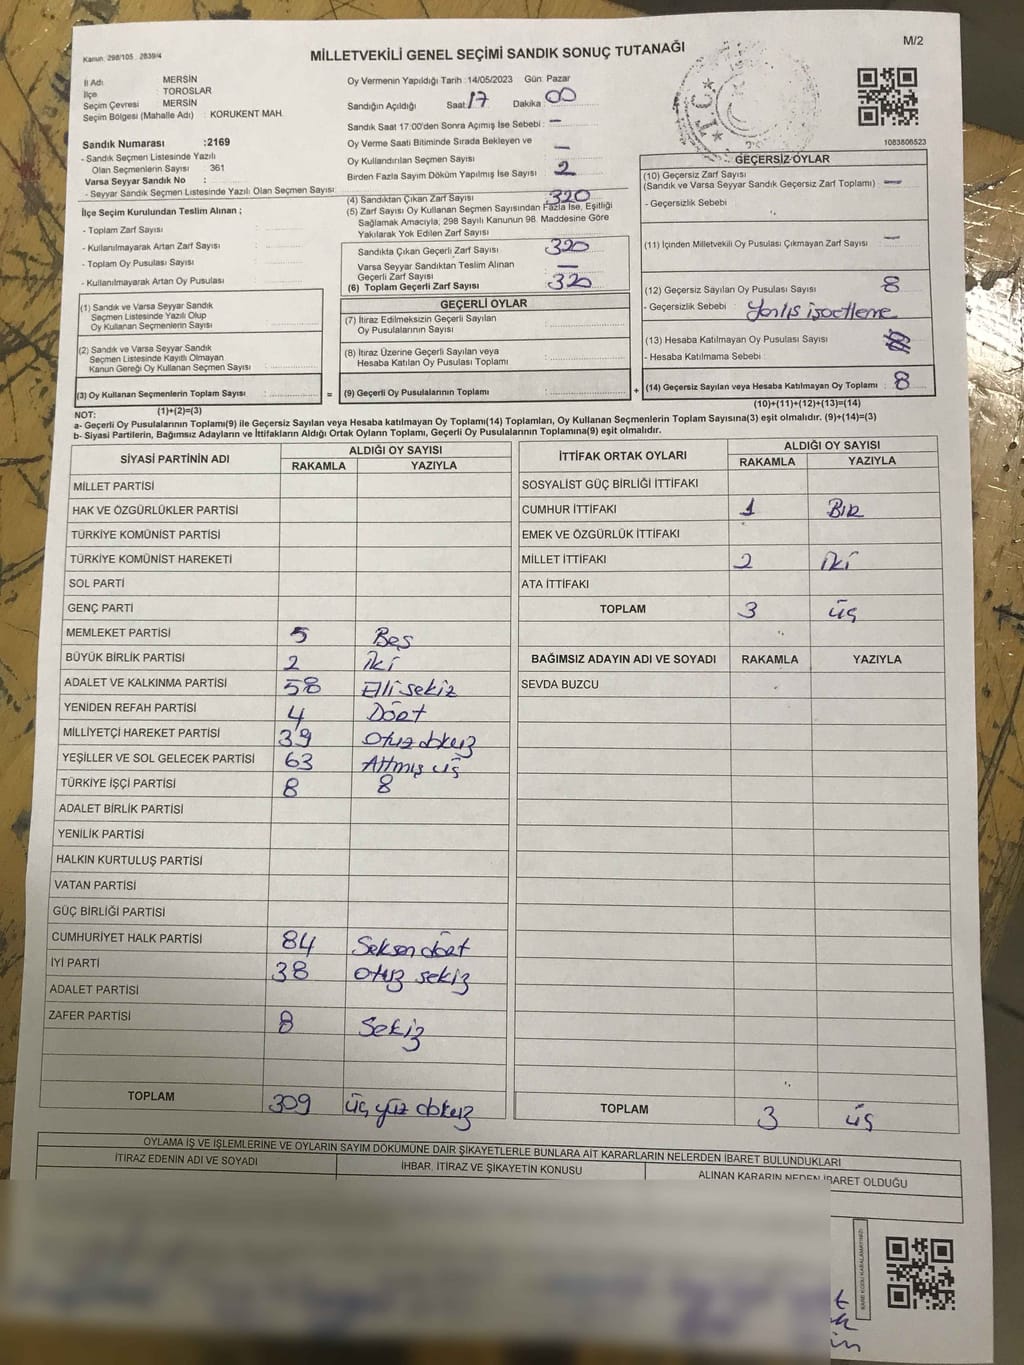 Kanun. 298/105 . 2839/4
MİLLETVEKİLİ GENEL SEÇİMİ SANDIK SONUÇ TUTANAĞI
M/2
İl Adı : MERSİN
İlçe : TOROSLAR
Seçim Çevresi : MERSİN
Seçim Bölgesi (Mahalle Adı) : KORUKENT MAH.
Sandık Numarası :2169
- Sandık Seçmen Listesinde Yazılı
Olan Seçmenlerin Sayısı : 361
Varsa Seyyar Sandık No :
- Seyyar Sandık Seçmen Listesinde Yazılı Olan Seçmen Sayısı:
Oy Vermenin Yapıldığı Tarih : 14/05/2023 Gün: Pazar
Sandığın Açıldığı Saat: 17 Dakika: 00
Sandık Saat 17:00'den Sonra Açmış İse Sebebi : —
Oy Verme Saati Bitiminde Sırada Bekleyen ve
Oy Kullandırılan Seçmen Sayısı —
Birden Fazla Sayım Döküm Yapılmış İse Sayısı : 2
T.C.
1083806523
İlçe Seçim Kurulundan Teslim Alınan ;
- Toplam Zarf Sayısı :
- Kullanılmayarak Artan Zarf Sayısı :
- Toplam Oy Pusulası Sayısı :
- Kullanılmayarak Artan Oy Pusulası :
(4) Sandıktan Çıkan Zarf Sayısı : 320
(5) Zarf Sayısı Oy Kullanan Seçmen Sayısından Fazla İse, Eşitliği
Sağlamak Amacıyla, 298 Sayılı Kanunun 98. Maddesine Göre
Yakılarak Yok Edilen Zarf Sayısı :
Sandıkta Çıkan Geçerli Zarf Sayısı : 320
Varsa Seyyar Sandıktan Teslim Alınan
Geçerli Zarf Sayısı : —
(6) Toplam Geçerli Zarf Sayısı : 320
GEÇERSİZ OYLAR
(10) Geçersiz Zarf Sayısı
(Sandık ve Varsa Seyyar Sandık Geçersiz Zarf Toplamı) : —
- Geçersizlik Sebebi :
(11) İçinden Milletvekili Oy Pusulası Çıkmayan Zarf Sayısı : —
(12) Geçersiz Sayılan Oy Pusulası Sayısı : 8
- Geçersizlik Sebebi : Yanlış işaetleme
(13) Hesaba Katılmayan Oy Pusulası Sayısı :
- Hesaba Katılmama Sebebi :
(14) Geçersiz Sayılan veya Hesaba Katılmayan Oy Toplamı : 8
(10)+(11)+(12)+(13)=(14)
(1) Sandık ve Varsa Seyyar Sandık
Seçmen Listesinde Yazılı Olup
Oy Kullanan Seçmenlerin Sayısı :
(2) Sandık ve Varsa Seyyar Sandık
Seçmen Listesinde Kayıtlı Olmayan
Kanun Gereği Oy Kullanan Seçmen Sayısı :
(3) Oy Kullanan Seçmenlerin Toplam Sayısı : =
(1)+(2)=(3)
GEÇERLİ OYLAR
(7) İtiraz Edilmeksizin Geçerli Sayılan
Oy Pusulalarının Sayısı :
(8) İtiraz Üzerine Geçerli Sayılan veya
Hesaba Katılan Oy Pusulası Toplamı :
(9) Geçerli Oy Pusulalarının Toplamı : +
NOT:
a- Geçerli Oy Pusulalarının Toplamı(9) ile Geçersiz Sayılan veya Hesaba katılmayan Oy Toplamı(14) Toplamları, Oy Kullanan Seçmenlerin Toplam Sayısına(3) eşit olmalıdır. (9)+(14)=(3)
b- Siyasi Partilerin, Bağımsız Adayların ve İttifakların Aldığı Ortak Oyların Toplamı, Geçerli Oy Pusulalarının Toplamına(9) eşit olmalıdır.
SİYASİ PARTİNİN ADI ALDIĞI OY SAYISI
RAKAMLA YAZIYLA
MİLLET PARTİSİ
HAK VE ÖZGÜRLÜKLER PARTİSİ
TÜRKİYE KOMÜNİST PARTİSİ
TÜRKİYE KOMÜNİST HAREKETİ
SOL PARTİ
GENÇ PARTİ
MEMLEKET PARTİSİ 5 Beş
BÜYÜK BİRLİK PARTİSİ 2 İki
ADALET VE KALKINMA PARTİSİ 58 Elli sekiz
YENİDEN REFAH PARTİSİ 4 Dört
MİLLİYETÇİ HAREKET PARTİSİ 39 Otuz dokuz
YEŞİLLER VE SOL GELECEK PARTİSİ 63 Altmış üç
TÜRKİYE İŞÇİ PARTİSİ 8 8
ADALET BİRLİK PARTİSİ
YENİLİK PARTİSİ
HALKIN KURTULUŞ PARTİSİ
VATAN PARTİSİ
GÜÇ BİRLİĞİ PARTİSİ
CUMHURİYET HALK PARTİSİ 84 Seksen dört
İYİ PARTİ 38 Otuz sekiz
ADALET PARTİSİ
ZAFER PARTİSİ 8 Sekiz
TOPLAM 309 üç yüz dokuz
İTTİFAK ORTAK OYLARI ALDIĞI OY SAYISI
RAKAMLA YAZIYLA
SOSYALİST GÜÇ BİRLİĞİ İTTİFAKI
CUMHUR İTTİFAKI 1 Bir
EMEK VE ÖZGÜRLÜK İTTİFAKI
MİLLET İTTİFAKI 2 İki
ATA İTTİFAKI
TOPLAM 3 üç
BAĞIMSIZ ADAYIN ADI VE SOYADI RAKAMLA YAZIYLA
SEVDA BUZCU
TOPLAM 3 üç
OYLAMA İŞ VE İŞLEMLERİNE VE OYLARIN SAYIM DÖKÜMÜNE DAİR ŞİKAYETLERLE BUNLARA AİT KARARLARIN NELERDEN İBARET BULUNDUKLARI
İTİRAZ EDENİN ADI VE SOYADI İHBAR, İTİRAZ VE ŞİKAYETİN KONUSU ALINAN KARARIN NEDEN İBARET OLDUĞU
KARE KODU KARALAMAYINIZ!